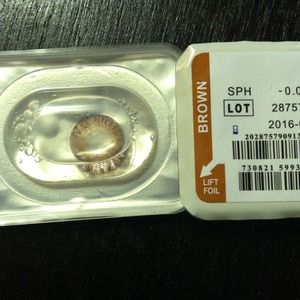 BROWN
SPH -0.0
LOT 2875
2016-0
202875790913
LIFT
FOIL
730821 5993